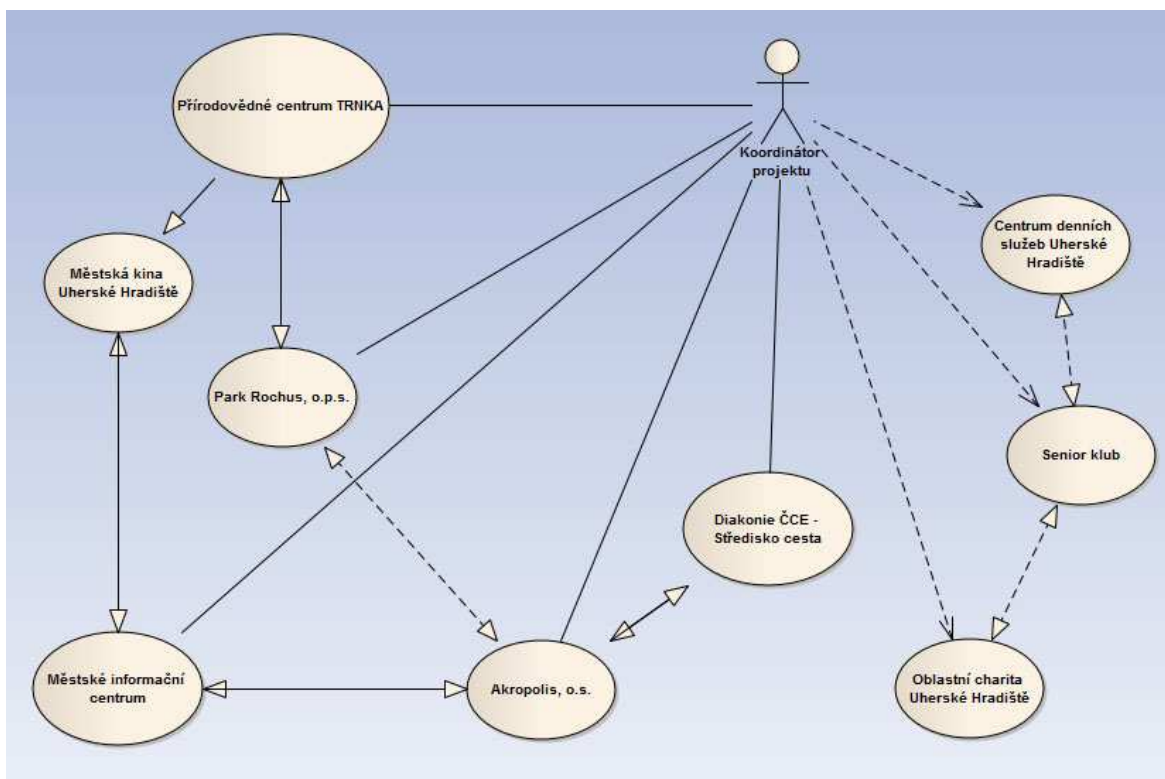 Přírodovědné centrum TRNKA
Koordinátor
projektu
Centrum denních
služeb Uherské
Hradiště
Městská kina
Uherské Hradiště
Park Rochus, o.p.s.
Senior klub
Diakonie ČCE -
Středisko cesta
Městské informační
centrum
Akropolis, o.s.
Oblastní charita
Uherské Hradiště